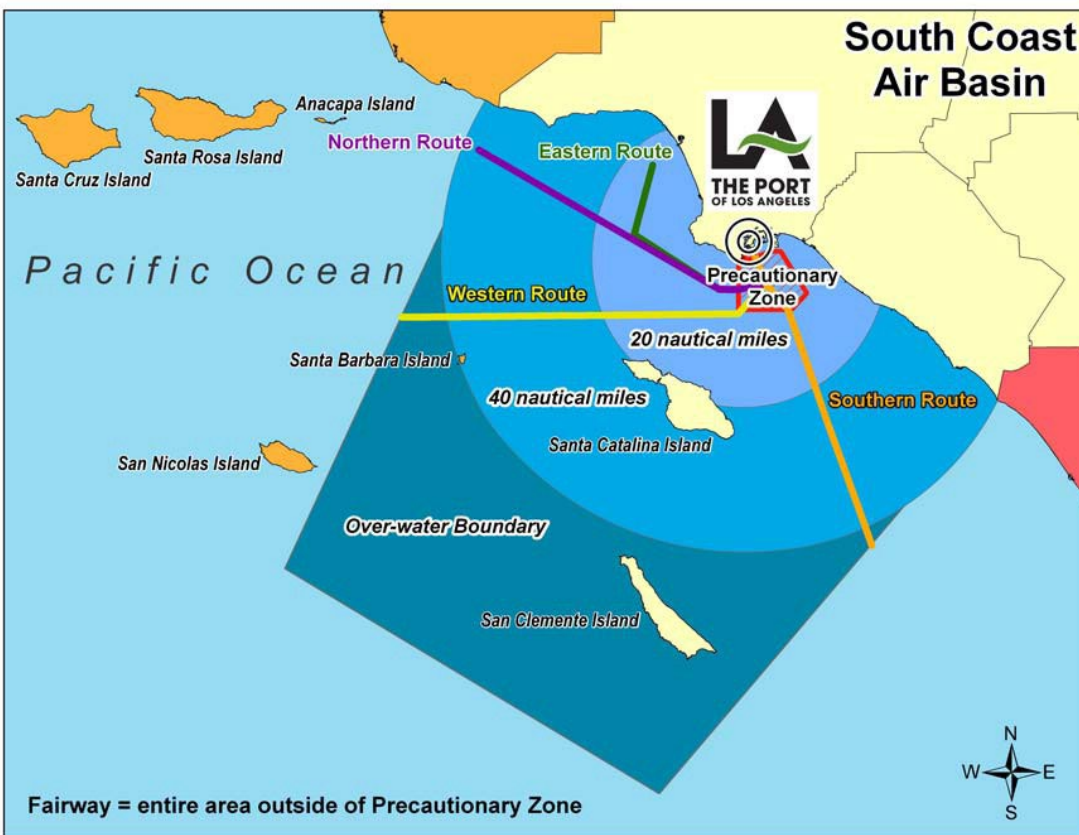 South Coast
Air Basin
LA
THE PORT
OF LOS ANGELES
Anacapa Island
Northern Route
Eastern Route
Santa Rosa Island
Santa Cruz Island
Pacific Ocean
Precautionary
Zone
Western Route
20 nautical miles
Santa Barbara Island
40 nautical miles
Southern Route
Santa Catalina Island
San Nicolas Island
Over-water Boundary
San Clemente Island
N
W
E
S
Fairway = entire area outside of Precautionary Zone